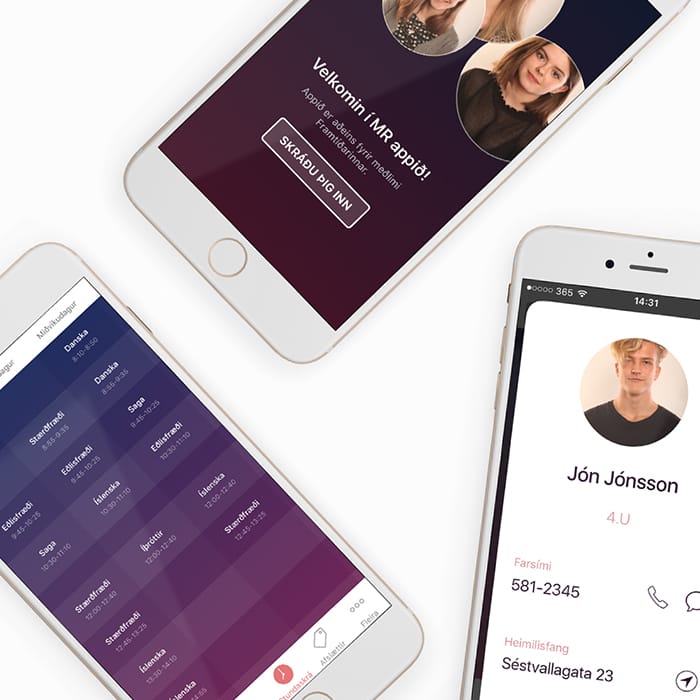 Velkomin í MR appið!
Appið er aðeins fyrir meðlimi
Framtíðarinnar.
SKRÁÐU ÞIG INN
Miðvikudagur
Danska
8:10-8:50
Danska
8:55-9:35
Saga
9:45-10:25
Eðlisfræði
10:30-11:10
Íslenska
12:00-12:40
Stærðfræði
12:45-13:25
Stærðfræði
8:55-9:35
Eðlisfræði
9:45-10:25
Íslenska
10:30-11:10
Íþróttir
12:00-12:40
Eðlisfræði
9:45-10:25
Saga
10:30-11:10
Stærðfræði
12:00-12:40
Stærðfræði
12:45-13:25
Íslenska
13:30-14:10
Stundaskrá
Afslættir
Fleira
365
14:31
Jón Jónsson
4.U
Farsími
581-2345
Heimilisfang
Séstvallagata 23